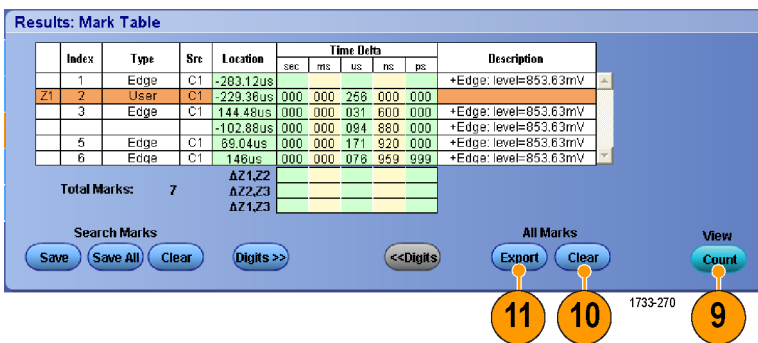 Results: Mark Table
Index Type Src Location Time Delta Description
sec ms us ns ps
1 Edge C1 -283.12us +Edge: level=853.63mV
Z1 2 User C1 -229.36us 000 000 256 000 000
3 Edge C1 144.48us 000 000 031 600 000 +Edge: level=853.63mV
-102.88us 000 000 094 880 000 +Edge: level=853.63mV
5 Edge C1 69.04us 000 000 171 920 000 +Edge: level=853.63mV
6 Edge C1 146us 000 000 076 959 999 +Edge: level=853.63mV
Total Marks: 7
ΔZ1,Z2
ΔZ2,Z3
ΔZ1,Z3
Search Marks
Save Save All Clear Digits >> <<Digits
All Marks
Export Clear
View
Count
11 10 1733-270 9